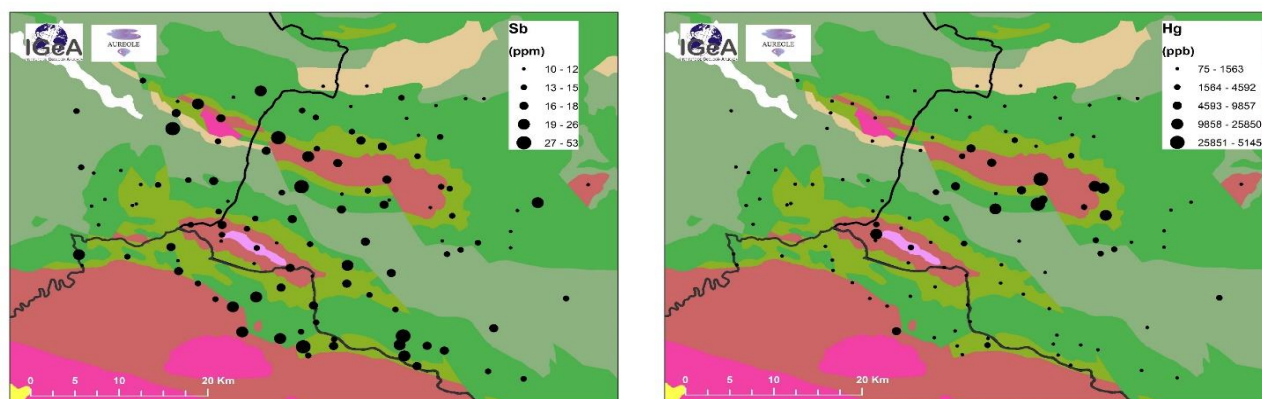 IGeA
AUREOLE
Sb
(ppm)
10 - 12
13 - 15
16 - 18
19 - 26
27 - 53
0 5 10 20 Km
IGeA
AUREOLE
Hg
(ppb)
75 - 1563
1564 - 4592
4593 - 9857
9858 - 25850
25851 - 5145
0 5 10 20 Km